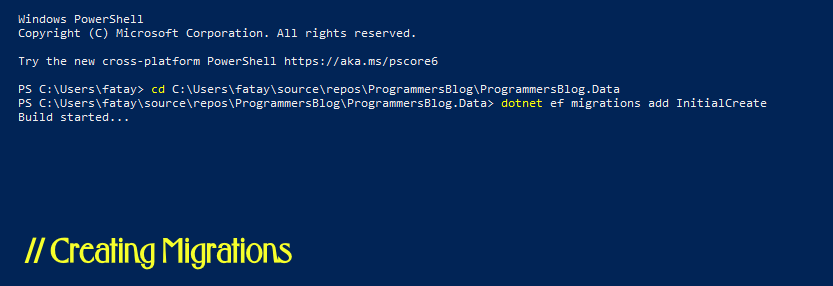 Windows PowerShell
Copyright (C) Microsoft Corporation. All rights reserved.
Try the new cross-platform PowerShell https://aka.ms/pscore6
PS C:\Users\fatay> cd C:\Users\fatay\source\repos\ProgrammersBlog\ProgrammersBlog.Data
PS C:\Users\fatay\source\repos\ProgrammersBlog\ProgrammersBlog.Data> dotnet ef migrations add InitialCreate
Build started...
// Creating Migrations